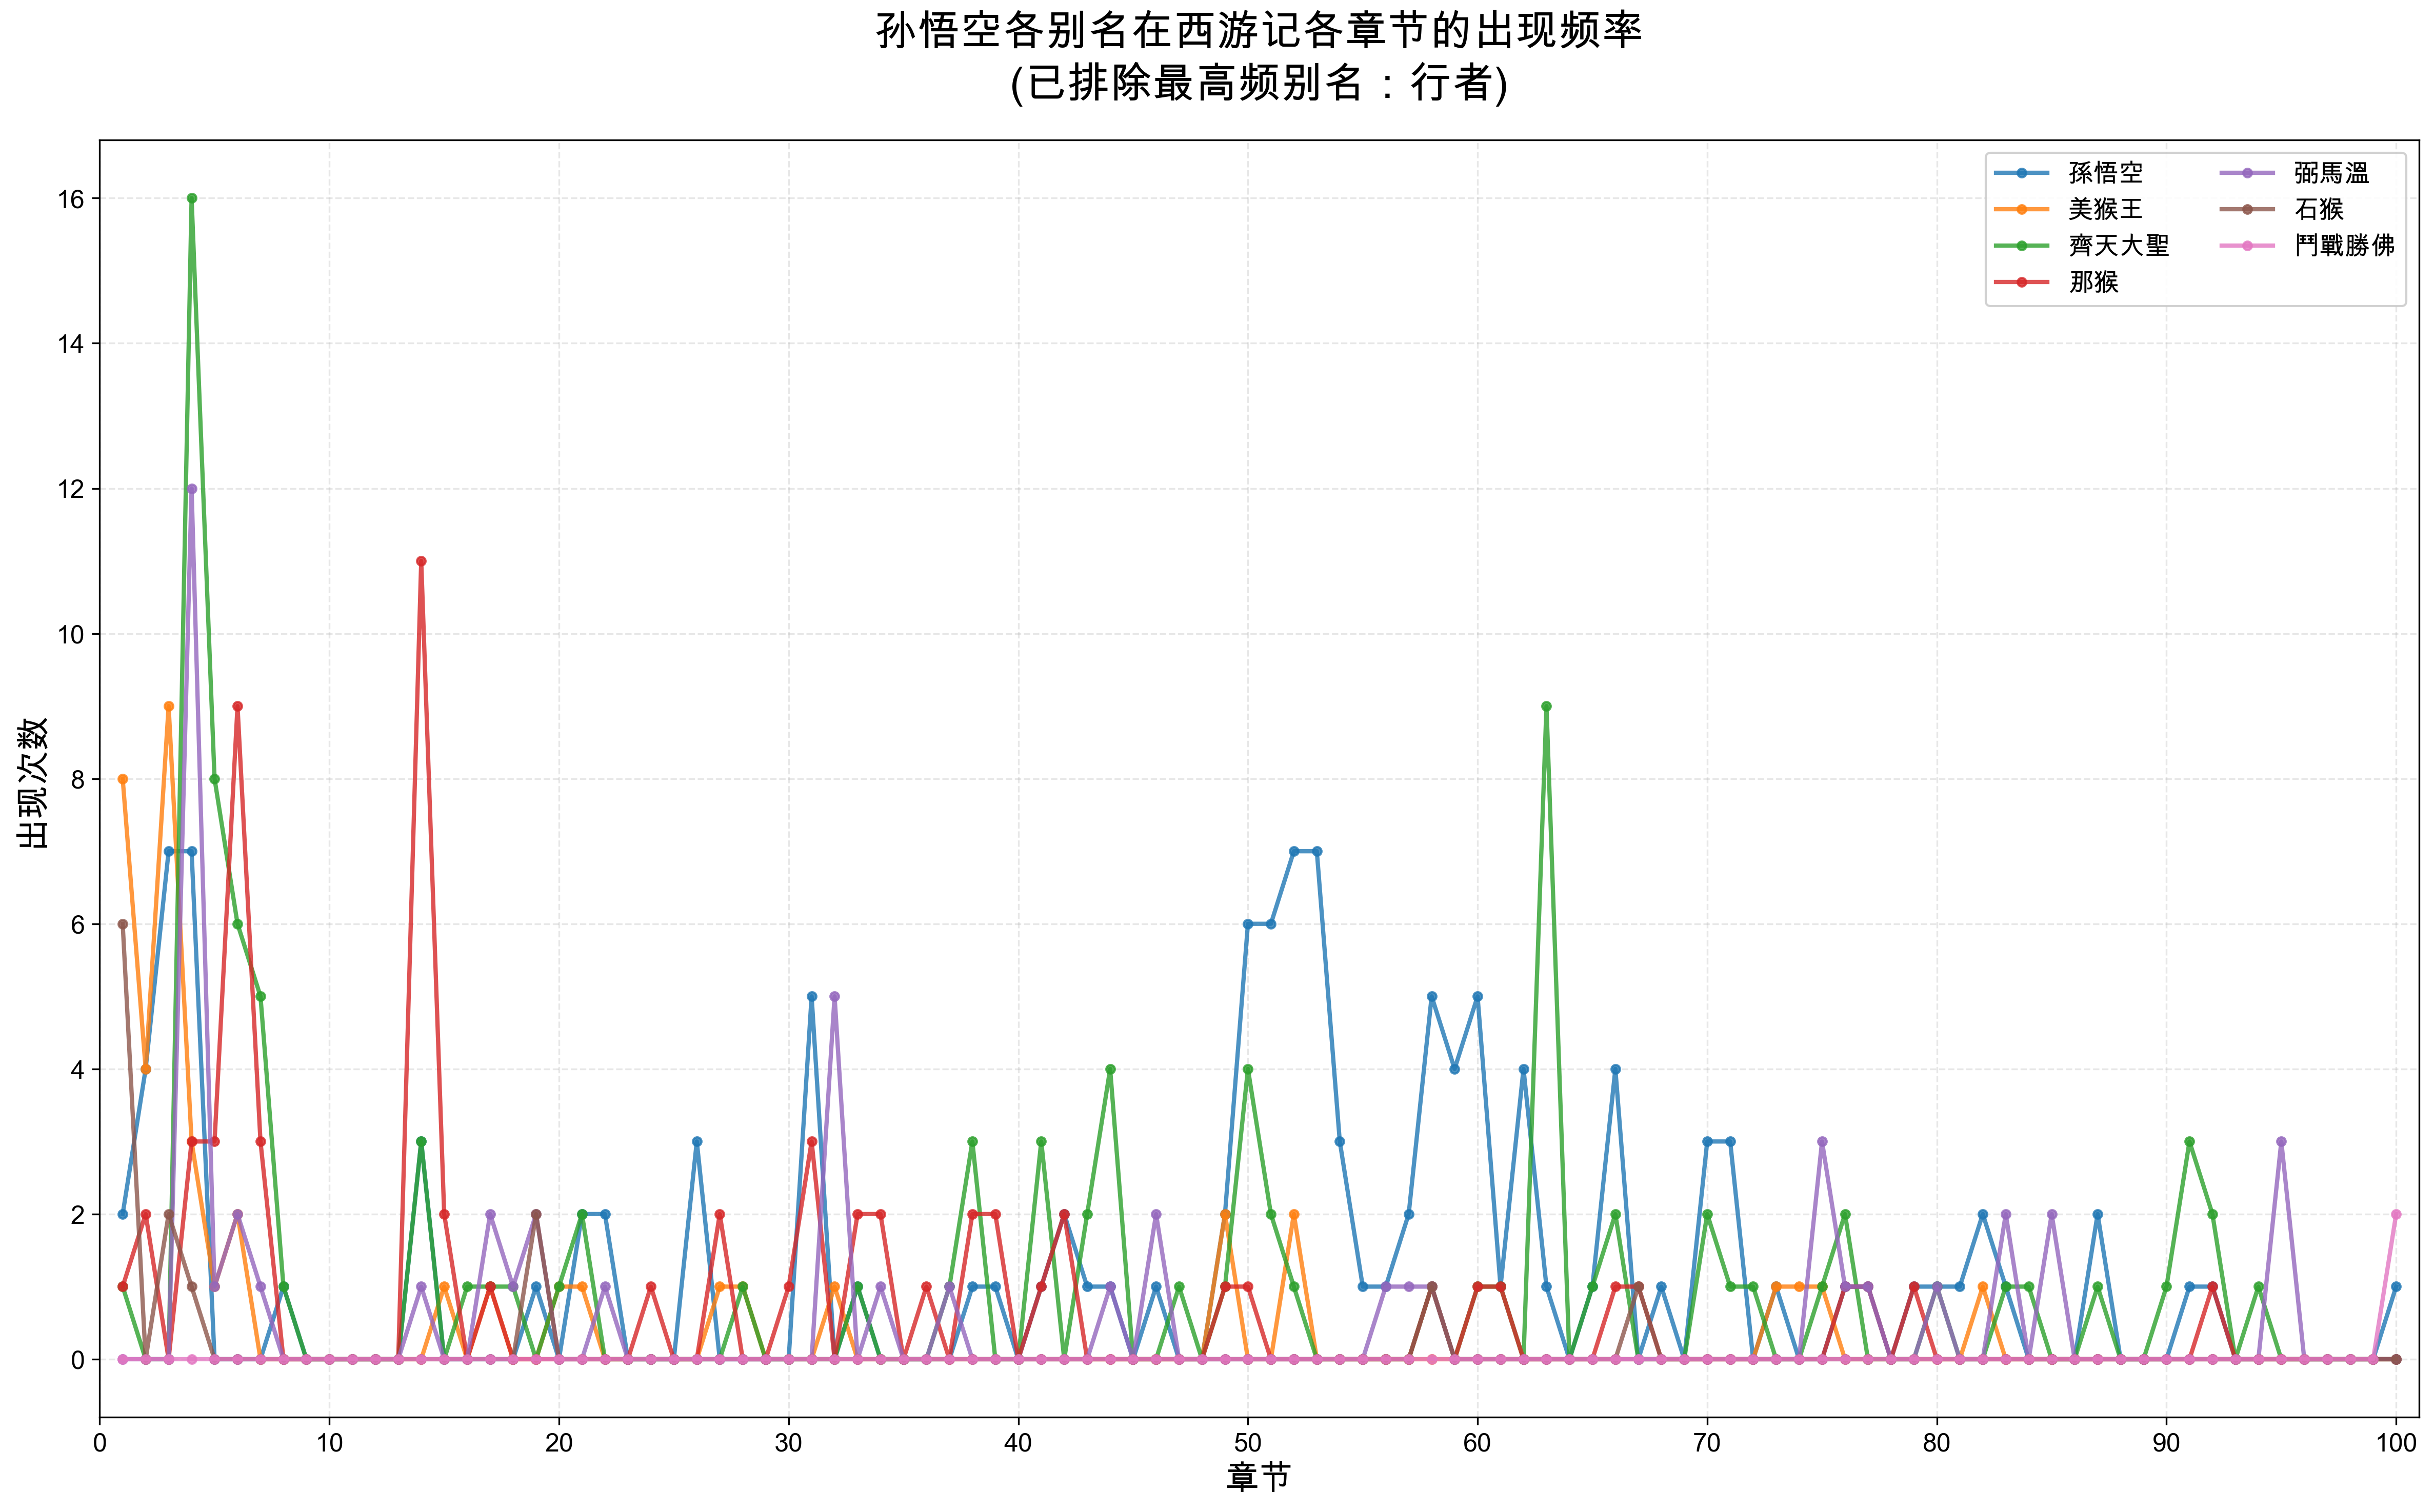 孙悟空各别名在西游记各章节的出现频率
(已排除最高频别名：行者)
孫悟空
美猴王
齊天大聖
那猴
弼馬溫
石猴
鬥戰勝佛
出现次数
16
14
12
10
8
6
4
2
0
0 10 20 30 40 50 60 70 80 90 100
章节